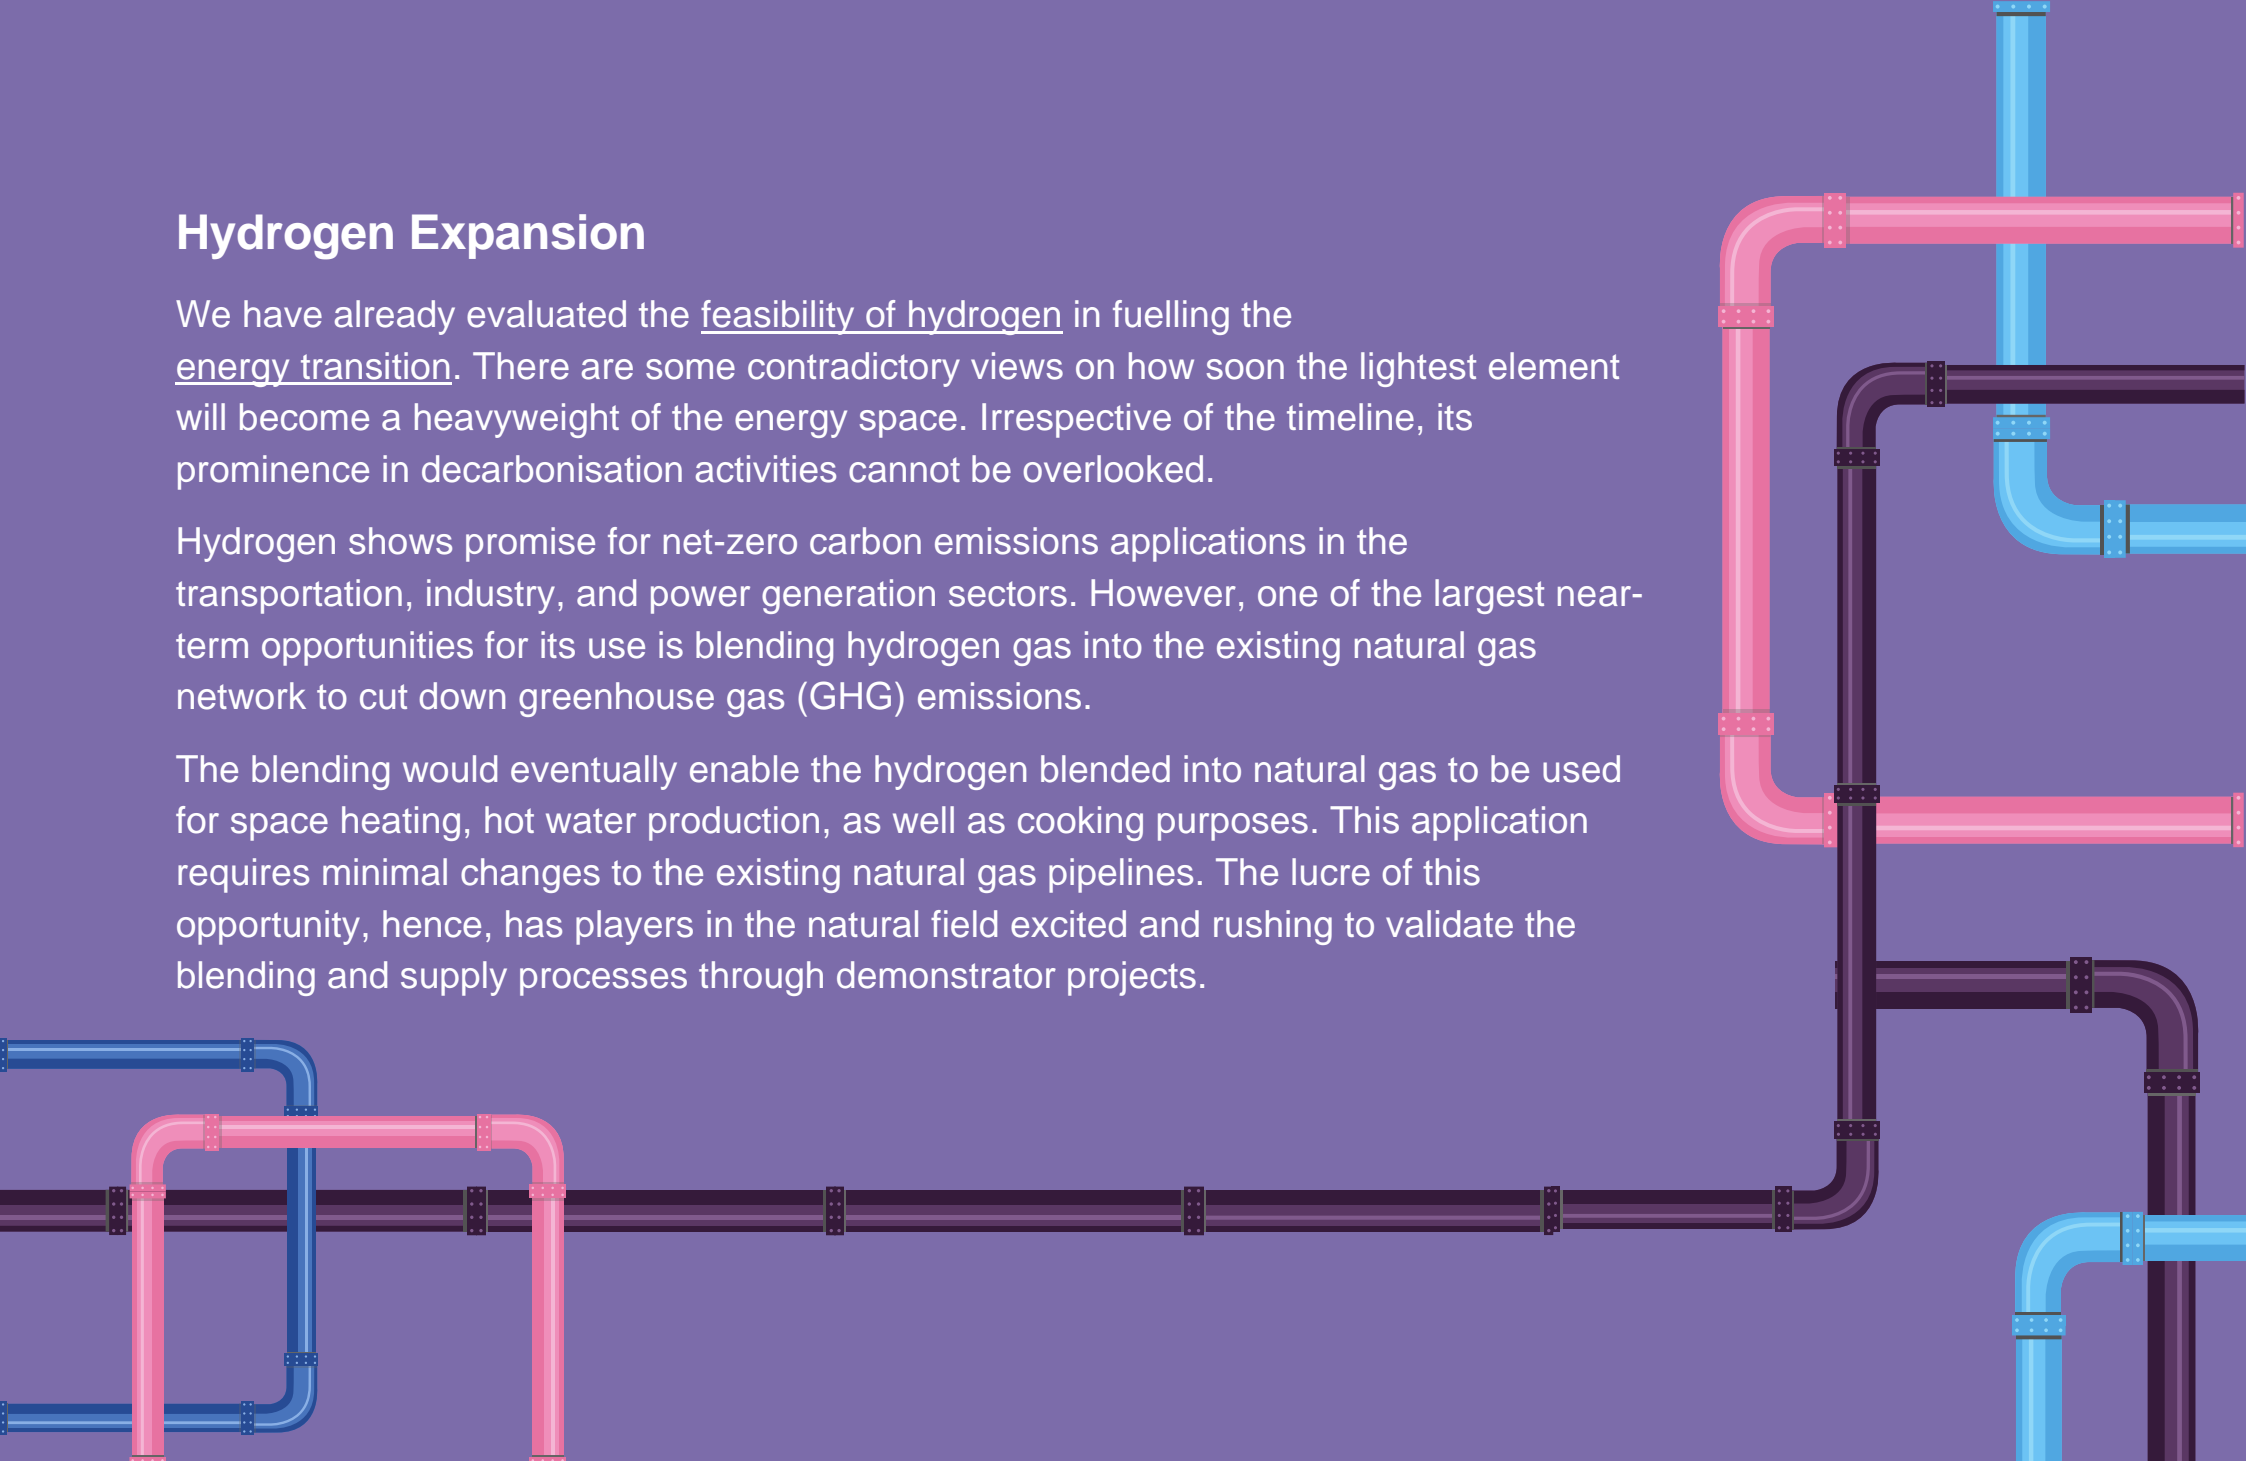 Hydrogen Expansion
We have already evaluated the feasibility of hydrogen in fuelling the
energy transition. There are some contradictory views on how soon the lightest element
will become a heavyweight of the energy space. Irrespective of the timeline, its
prominence in decarbonisation activities cannot be overlooked.
Hydrogen shows promise for net-zero carbon emissions applications in the
transportation, industry, and power generation sectors. However, one of the largest near-
term opportunities for its use is blending hydrogen gas into the existing natural gas
network to cut down greenhouse gas (GHG) emissions.
The blending would eventually enable the hydrogen blended into natural gas to be used
for space heating, hot water production, as well as cooking purposes. This application
requires minimal changes to the existing natural gas pipelines. The lucre of this
opportunity, hence, has players in the natural field excited and rushing to validate the
blending and supply processes through demonstrator projects.